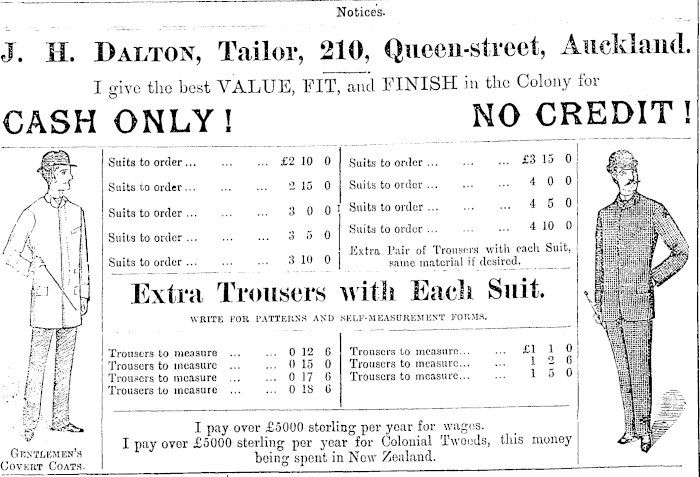 Notices.
J. H. DALTON, Tailor, 210, Queen-street, Auckland.
I give the best VALUE, FIT, and FINISH in the Colony for
CASH ONLY! NO CREDIT!
Suits to order ... ... ... £2 10 0
Suits to order ... ... ... 2 15 0
Suits to order ... ... ... 3 0 0
Suits to order ... ... ... 3 5 0
Suits to order ... ... ... 3 10 0
Suits to order ... ... ... £3 15 0
Suits to order ... ... ... 4 0 0
Suits to order ... ... ... 4 5 0
Suits to order ... ... ... 4 10 0
Extra Pair of Trousers with each Suit,
same material if desired.
Extra Trousers with Each Suit.
WRITE FOR PATTERNS AND SELF-MEASUREMENT FORMS.
Trousers to measure ... ... 0 12 6
Trousers to measure ... ... 0 15 0
Trousers to measure ... ... 0 17 6
Trousers to measure ... ... 0 18 6
Trousers to measure... ... £1 1 0
Trousers to measure... ... 1 2 6
Trousers to measure... ... 1 5 0
I pay over £5000 sterling per year for wages.
I pay over £5000 sterling per year for Colonial Tweeds, this money
being spent in New Zealand.
GENTLEMEN'S
COVERT COATS.